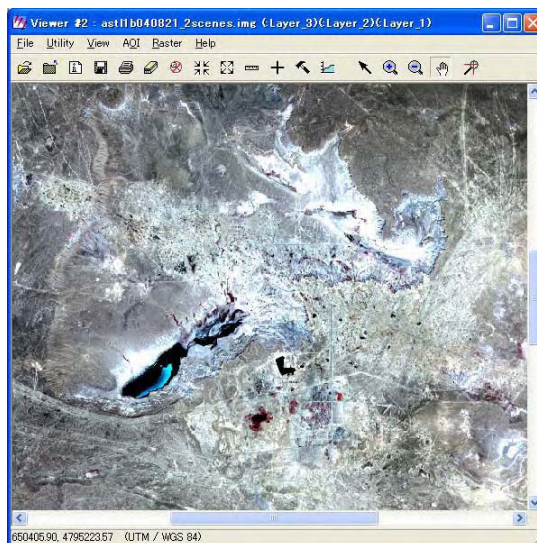 Viewer #2 : astl1b040821_2scenes.img (:Layer_3)(:Layer_2)(:Layer_1)
File Utility View AOI Raster Help
650405.90, 4795223.57 (UTM / WGS 84)